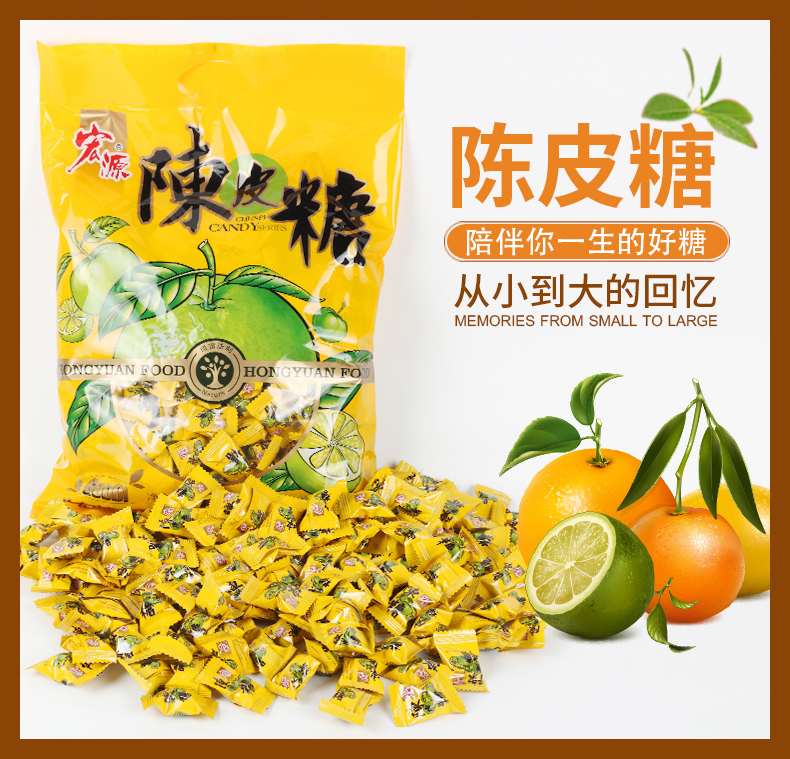 宏源®
陳皮糖
CHENPI
CANDY SERIES
HONGYUAN FOOD
HONGYUAN FOOD
Nature
陈皮糖
陪伴你一生的好糖
从小到大的回忆
MEMORIES FROM SMALL TO LARGE